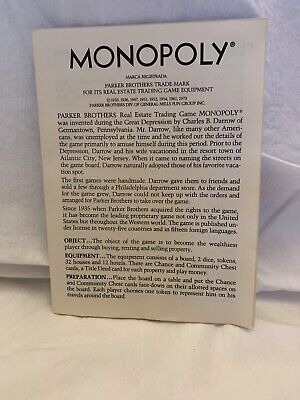 MONOPOLY®
MARCA REGISTRADA
PARKER BROTHERS TRADE-MARK
FOR ITS REAL ESTATE TRADING GAME EQUIPMENT
© 1935, 1936, 1947, 1951, 1952, 1954, 1961, 1973
PARKER BROTHERS DIV. OF GENERAL MILLS FUN GROUP INC.
PARKER BROTHERS Real Estate Trading Game MONOPOLY®
was invented during the Great Depression by Charles B. Darrow of
Germantown, Pennsylvania. Mr. Darrow, like many other Ameri-
cans, was unemployed at the time and he worked out the details of
the game primarily to amuse himself during this period. Prior to the
Depression, Darrow and his wife vacationed in the resort town of
Atlantic City, New Jersey. When it came to naming the streets on
the game board, Darrow naturally adopted those of his favorite vaca-
tion spot.
The first games were handmade. Darrow gave them to friends and
sold a few through a Philadelphia department store. As the demand
for the game grew, Darrow could not keep up with the orders and
arranged for Parker Brothers to take over the game.
Since 1935 when Parker Brothers acquired the rights to the game,
it has become the leading proprietary game not only in the United
States but throughout the Western world. The game is published un-
der license in twenty-five countries and in fifteen foreign languages.
OBJECT...The object of the game is to become the wealthiest
player through buying, renting and selling property.
EQUIPMENT...The equipment consists of a board, 2 dice, tokens,
32 houses and 12 hotels. There are Chance and Community Chest
cards, a Title Deed card for each property and play money.
PREPARATION...Place the board on a table and put the Chance
and Community Chest cards face-down on their allotted spaces on
the board. Each player chooses one token to represent him on his
travels around the board.